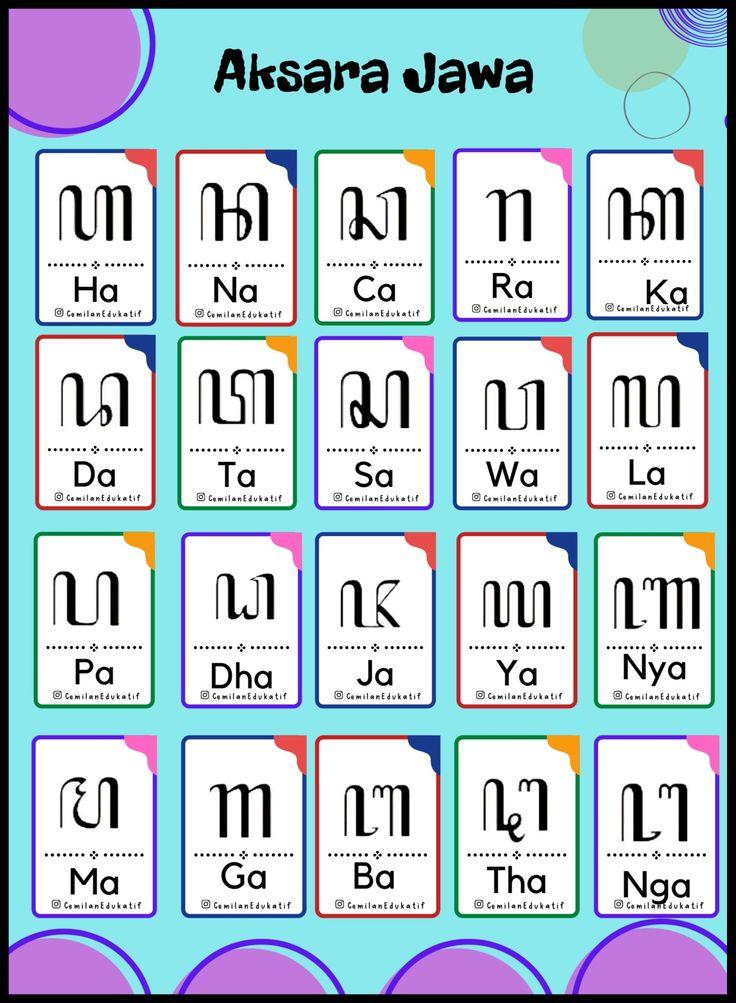 Aksara Jawa
ꦲ ꦤ ꦕ ꦫ ꦏ
Ha Na Ca Ra Ka
CemilanEdukatif CemilanEdukatif CemilanEdukatif CemilanEdukatif CemilanEdukatif
ꦢ ꦠ ꦱ ꦮ ꦭ
Da Ta Sa Wa La
CemilanEdukatif CemilanEdukatif CemilanEdukatif CemilanEdukatif CemilanEdukatif
ꦥ ꦝ ꦗ ꦪ ꦚ
Pa Dha Ja Ya Nya
CemilanEdukatif CemilanEdukatif CemilanEdukatif CemilanEdukatif CemilanEdukatif
ꦩ ꦒ ꦧ ꦛ ꦔ
Ma Ga Ba Tha Nga
CemilanEdukatif CemilanEdukatif CemilanEdukatif CemilanEdukatif CemilanEdukatif